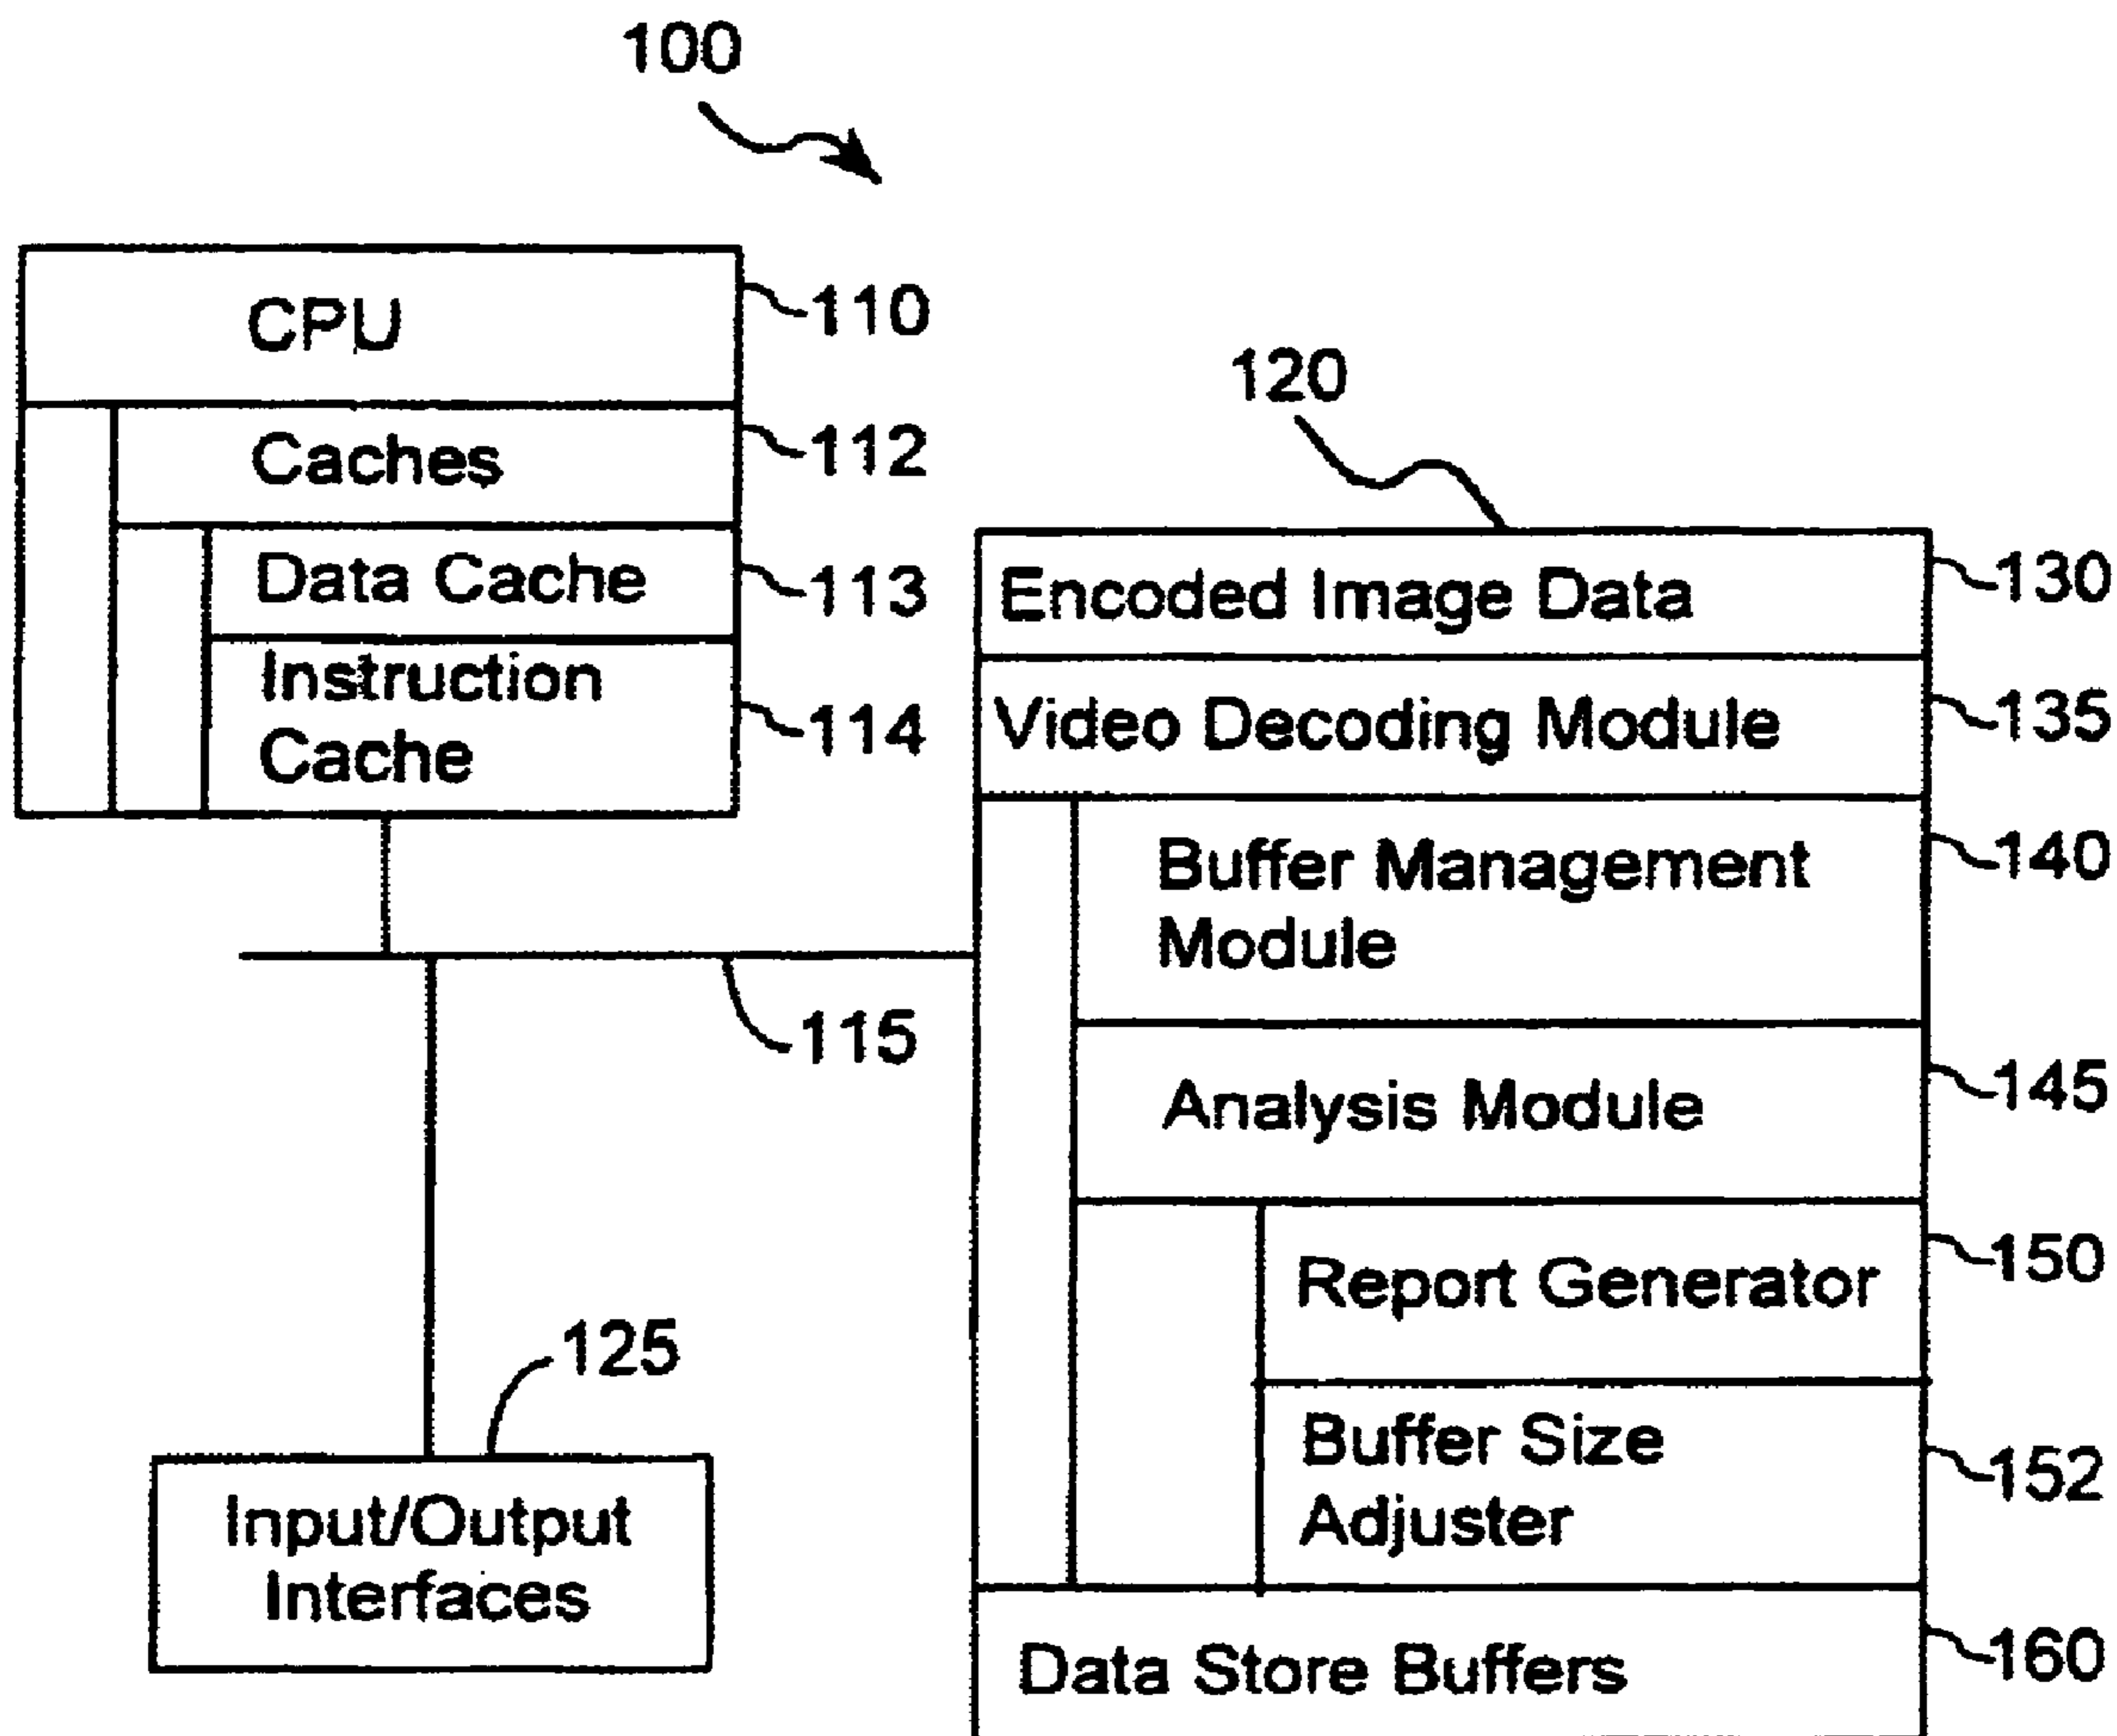 100
CPU
110
Caches
112
Data Cache
113
Instruction
Cache
114
115
125
Input/Output
Interfaces
120
Encoded Image Data
130
Video Decoding Module
135
Buffer Management
Module
140
Analysis Module
145
Report Generator
150
Buffer Size
Adjuster
152
Data Store Buffers
160